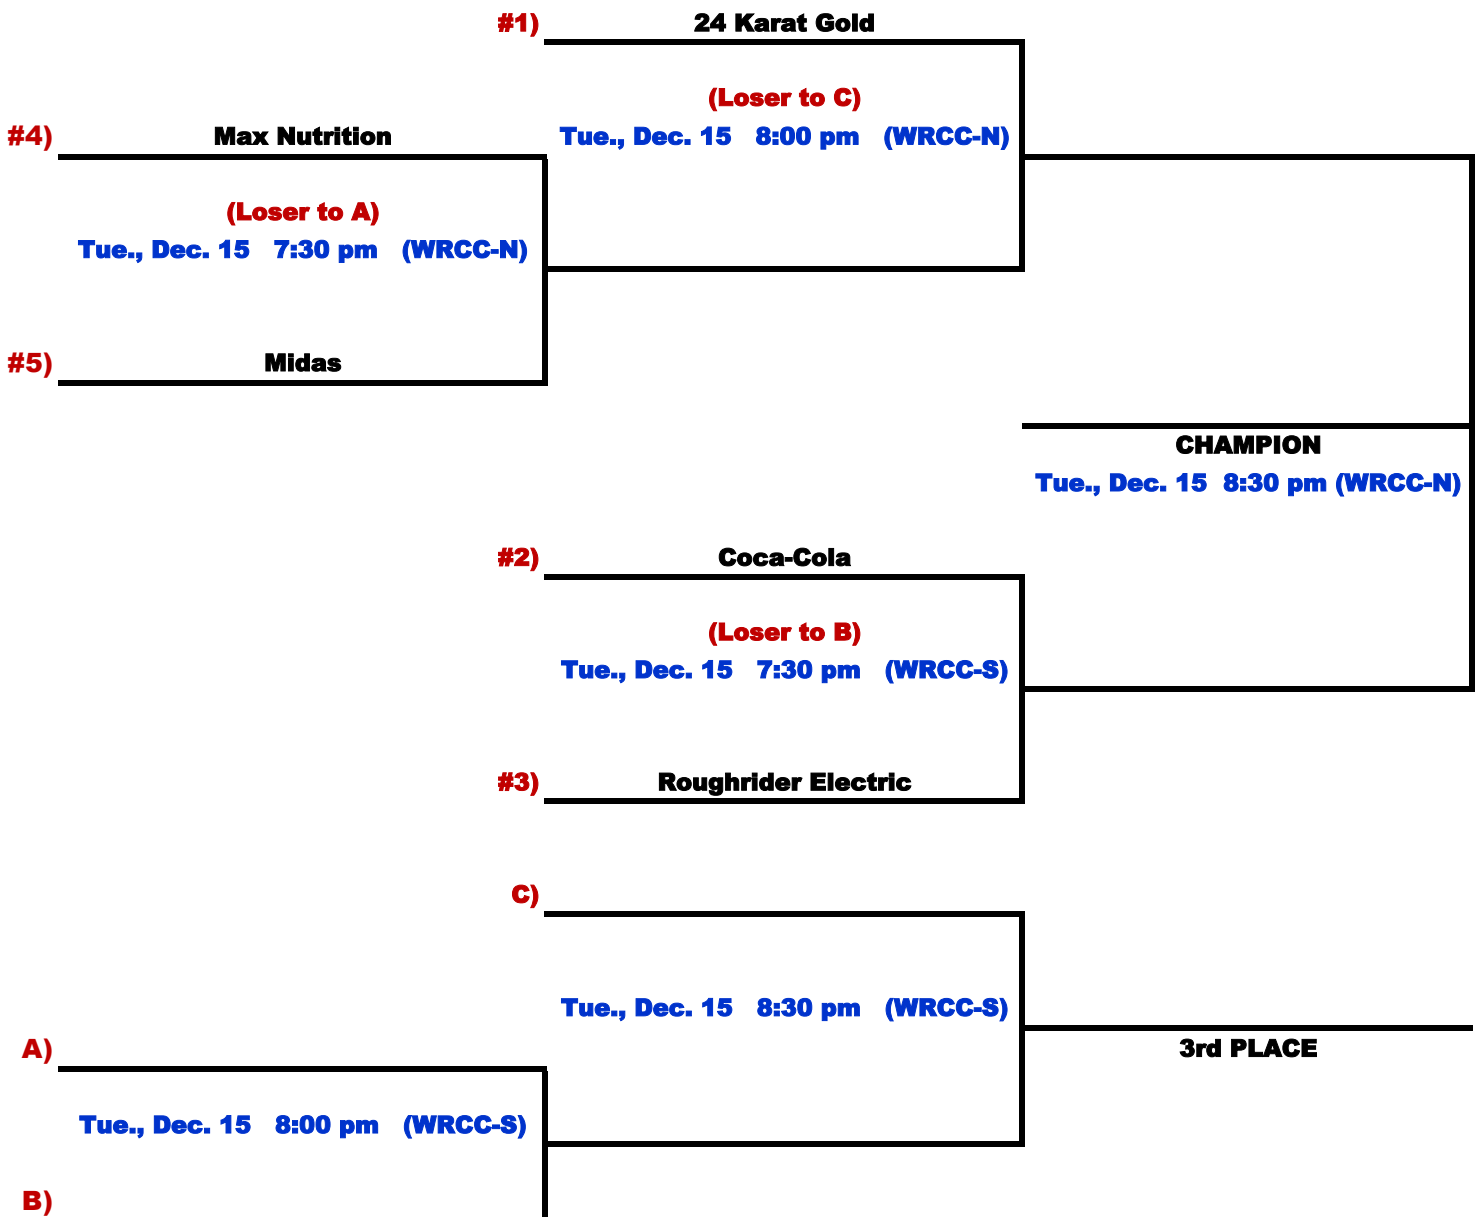 #1) 24 Karat Gold
(Loser to C)
#4) Max Nutrition
Tue., Dec. 15 8:00 pm (WRCC-N)
(Loser to A)
Tue., Dec. 15 7:30 pm (WRCC-N)
#5) Midas
CHAMPION
Tue., Dec. 15 8:30 pm (WRCC-N)
#2) Coca-Cola
(Loser to B)
Tue., Dec. 15 7:30 pm (WRCC-S)
#3) Roughrider Electric
C)
Tue., Dec. 15 8:30 pm (WRCC-S)
3rd PLACE
A)
Tue., Dec. 15 8:00 pm (WRCC-S)
B)